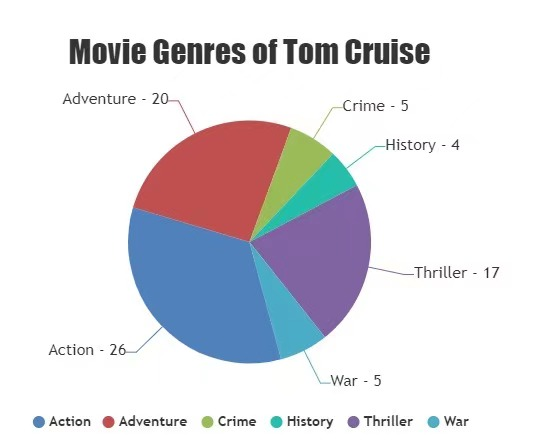 Movie Genres of Tom Cruise
Adventure - 20
Crime - 5
History - 4
Thriller - 17
Action - 26
War - 5
Action Adventure Crime History Thriller War